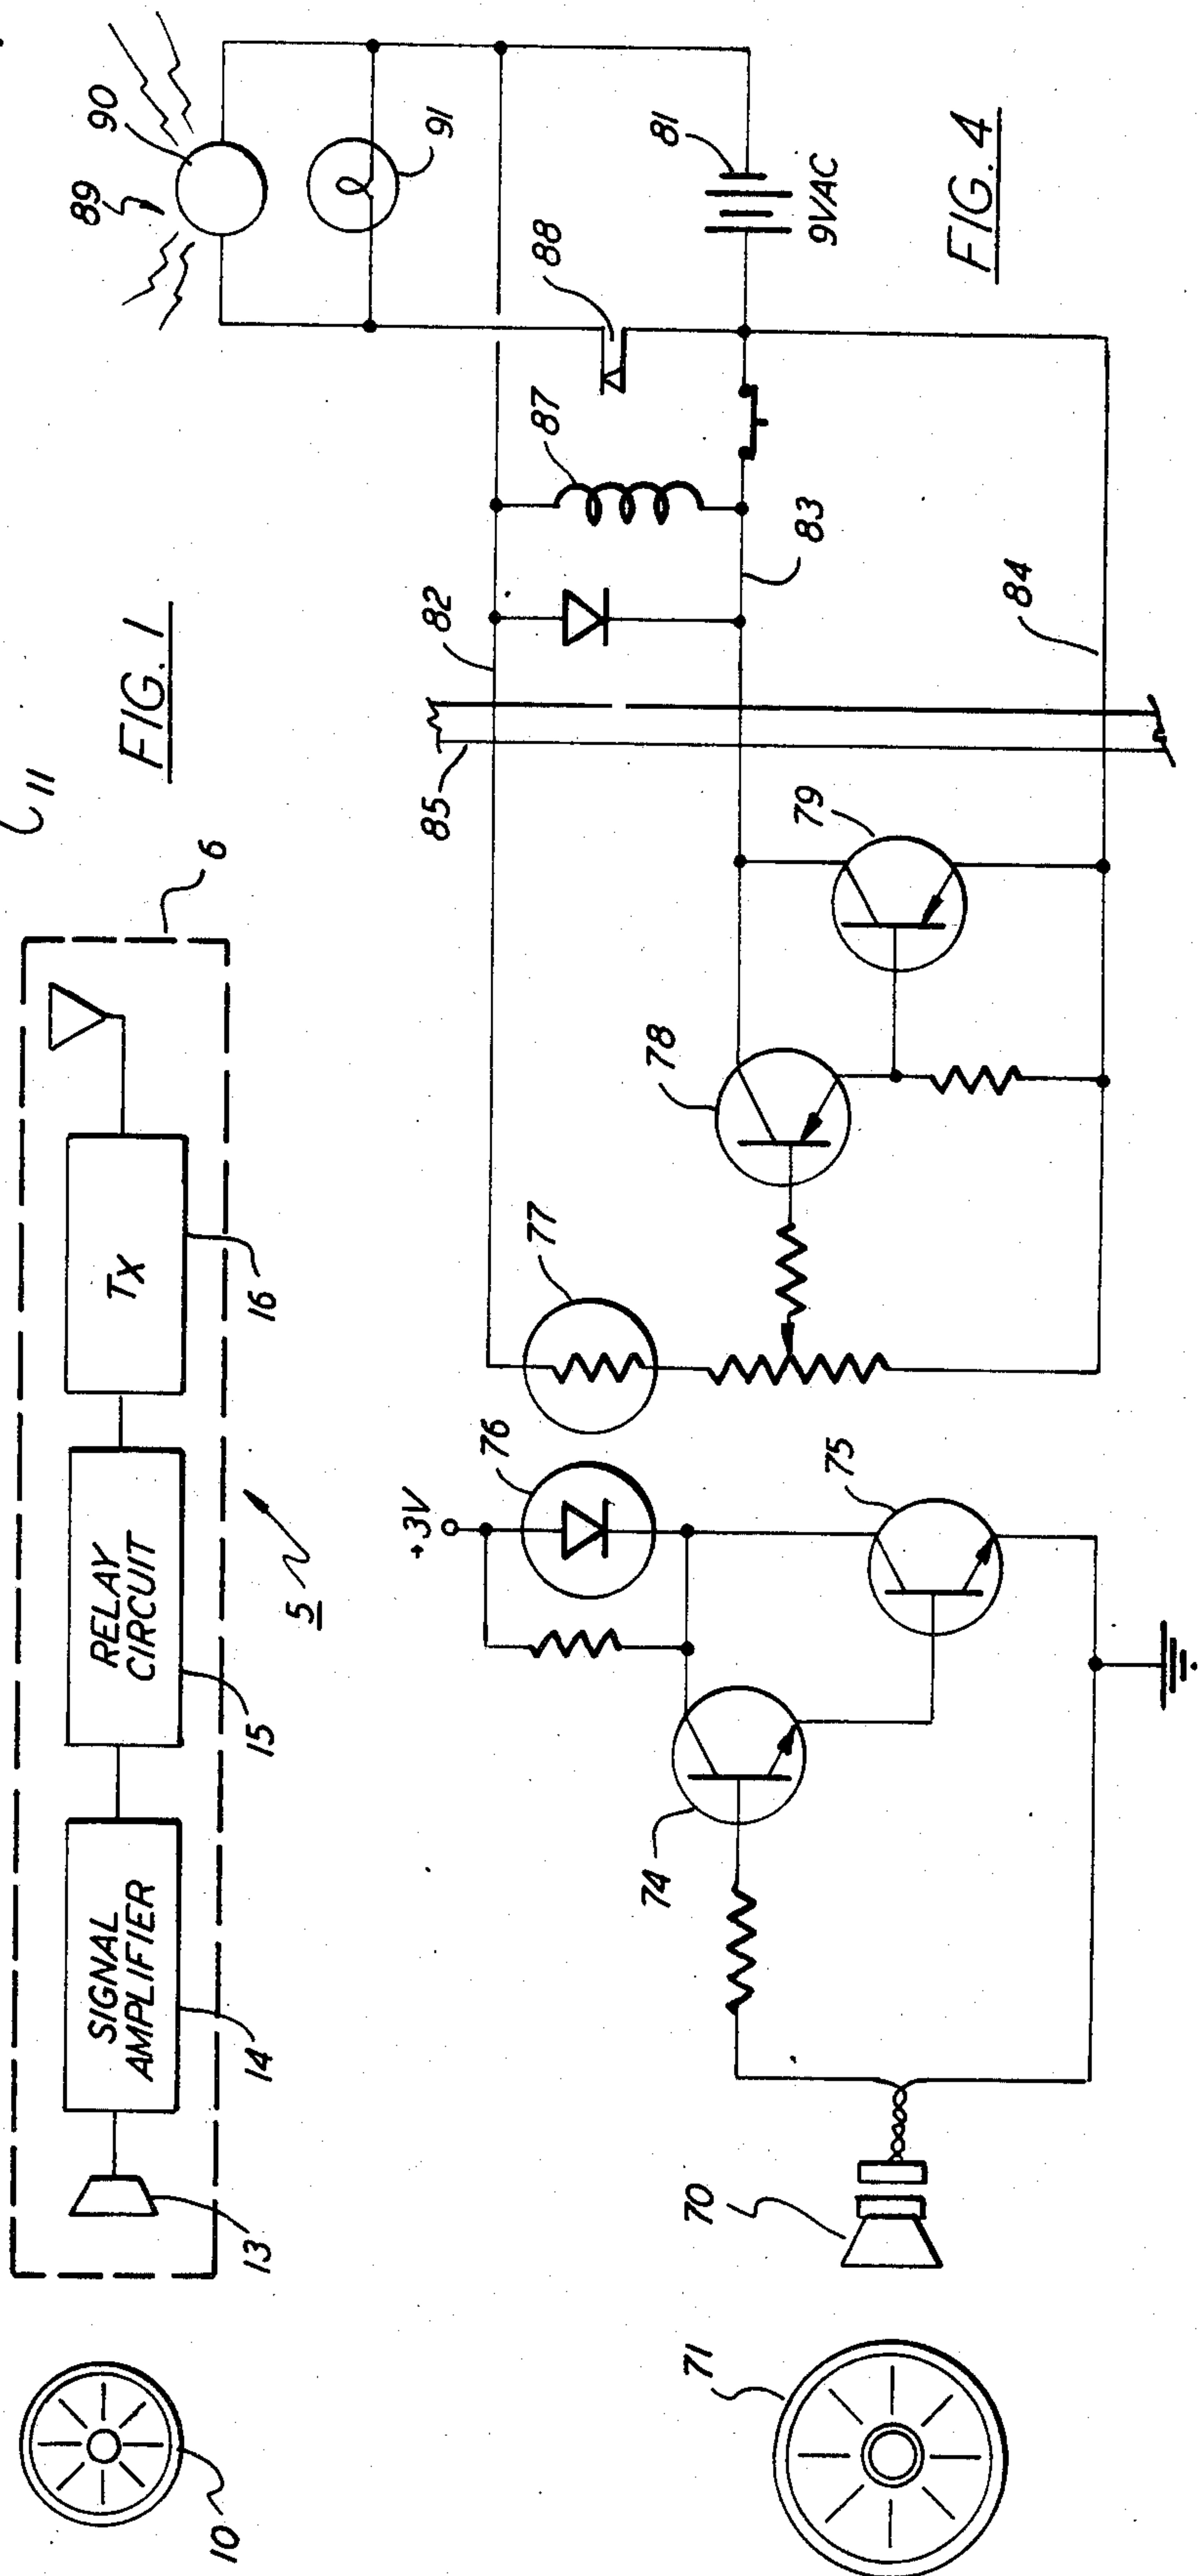 FIG. 1
11
6
TX
16
RELAY
CIRCUIT
15
5
SIGNAL
AMPLIFIER
14
13
10
FIG. 4
90
89
91
81
9VAC
88
87
82
83
84
85
79
78
77
76
+3V
75
74
70
71